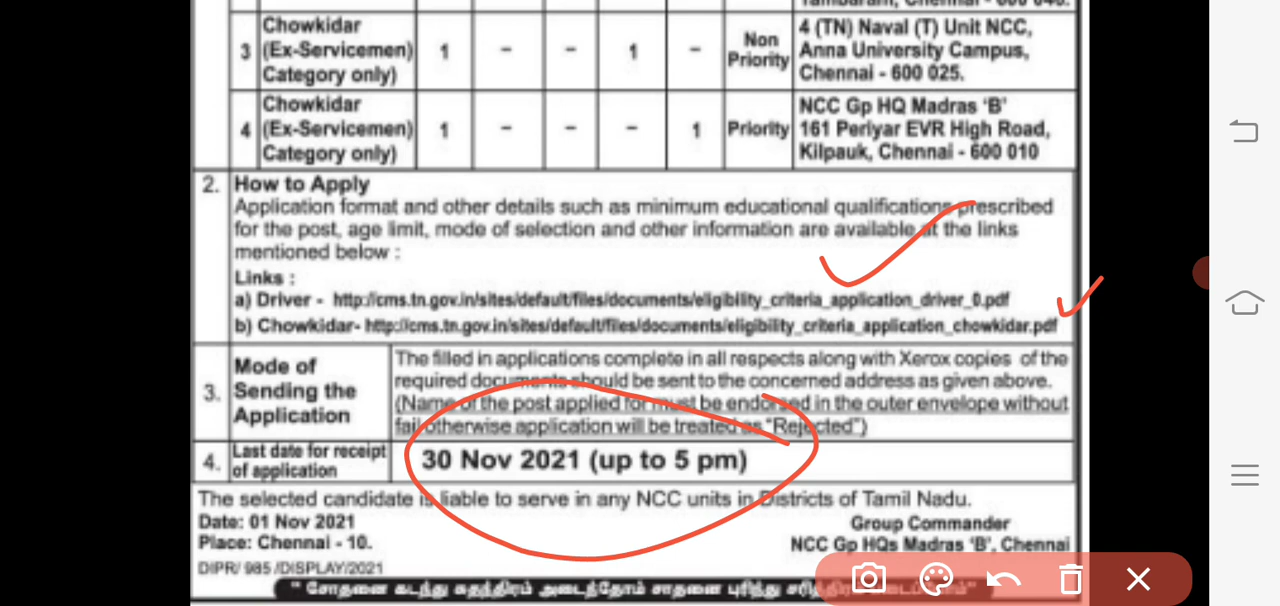 Tambaram, Chennai - 600 046.
3 Chowkidar (Ex-Servicemen) Category only) 1 - - 1 - Non Priority 4 (TN) Naval (T) Unit NCC, Anna University Campus, Chennai - 600 025.
4 Chowkidar (Ex-Servicemen) Category only) 1 - - - 1 Priority NCC Gp HQ Madras 'B' 161 Periyar EVR High Road, Kilpauk, Chennai - 600 010
2. How to Apply
Application format and other details such as minimum educational qualifications prescribed
for the post, age limit, mode of selection and other information are available at the links
mentioned below :
Links :
a) Driver - http://cms.tn.gov.in/sites/default/files/documents/eligibility_criteria_application_driver_0.pdf
b) Chowkidar- http://cms.tn.gov.in/sites/default/files/documents/eligibility_criteria_application_chowkidar.pdf
3. Mode of Sending the Application
The filled in applications complete in all respects along with Xerox copies of the
required documents should be sent to the concerned address as given above.
(Name of the post applied for must be endorsed in the outer envelope without
fail otherwise application will be treated as "Rejected")
4. Last date for receipt of application
30 Nov 2021 (up to 5 pm)
The selected candidate is liable to serve in any NCC units in Districts of Tamil Nadu.
Date: 01 Nov 2021
Place: Chennai - 10.
Group Commander
NCC Gp HQs Madras 'B', Chennai
DIPR/ 985 /DISPLAY/2021
" சோதனை கடந்து சுதந்திரம் அடைந்தோம் சாதனை புரிந்து